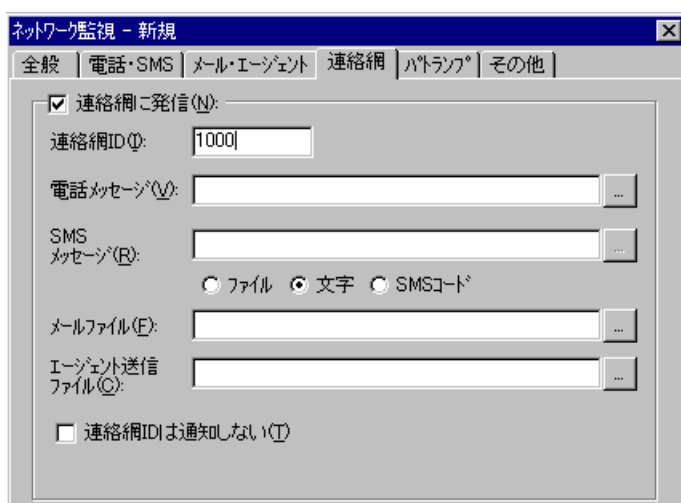 ネットワーク監視 - 新規
全般 電話・SMS メール・エージェント 連絡網 パトランプ その他
連絡網に発信(N):
連絡網ID(I): 1000
電話メッセージ(V): ...
SMS
メッセージ(R): ...
ファイル 文字 SMSコード
メールファイル(F): ...
エージェント送信
ファイル(C): ...
連絡網IDは通知しない(T)